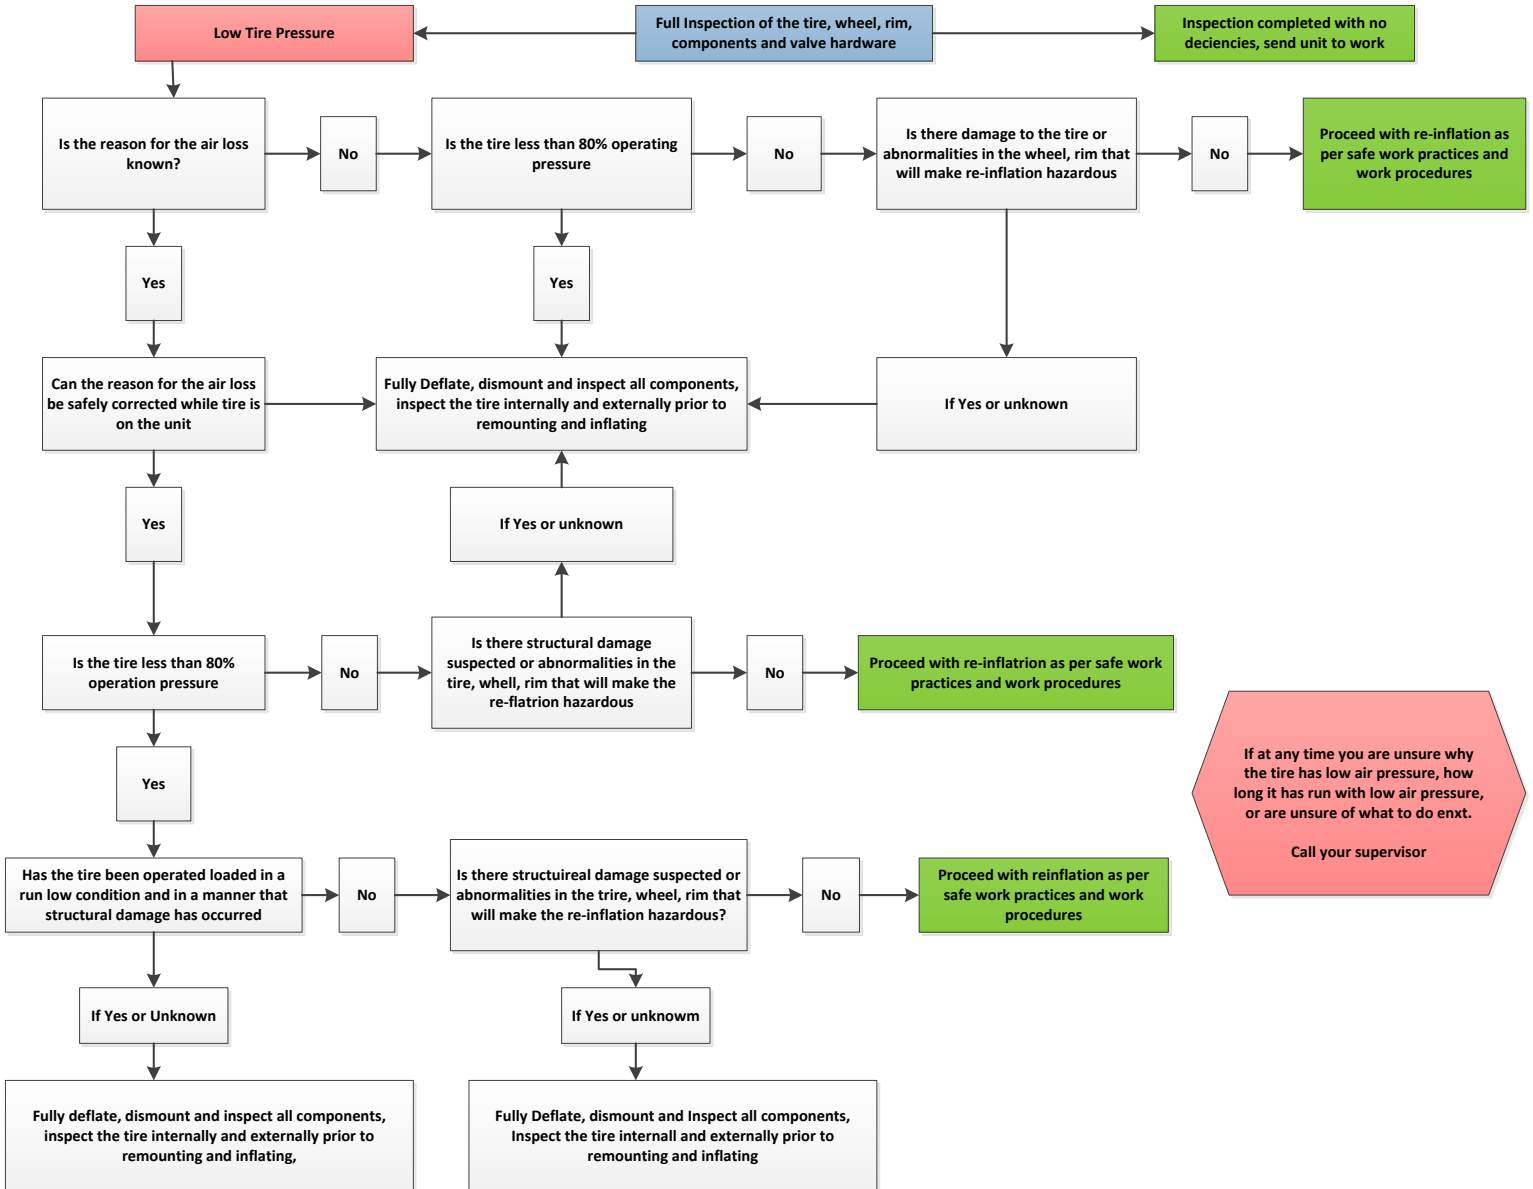 Low Tire Pressure
Full Inspection of the tire, wheel, rim,
components and valve hardware
Inspection completed with no
deciencies, send unit to work
Is the reason for the air loss
known?
No
Is the tire less than 80% operating
pressure
No
Is there damage to the tire or
abnormalities in the wheel, rim that
will make re-inflation hazardous
No
Proceed with re-inflation as
per safe work practices and
work procedures
Yes
Yes
Can the reason for the air loss
be safely corrected while tire is
on the unit
Fully Deflate, dismount and inspect all components,
inspect the tire internally and externally prior to
remounting and inflating
If Yes or unknown
Yes
If Yes or unknown
Is the tire less than 80%
operation pressure
No
Is there structural damage
suspected or abnormalities in the
tire, whell, rim that will make the
re-flatrion hazardous
No
Proceed with re-inflatrion as per safe work
practices and work procedures
Yes
If at any time you are unsure why
the tire has low air pressure, how
long it has run with low air pressure,
or are unsure of what to do enxt.
Call your supervisor
Has the tire been operated loaded in a
run low condition and in a manner that
structural damage has occurred
No
Is there structuireal damage suspected or
abnormalities in the trire, wheel, rim that
will make the re-inflation hazardous?
No
Proceed with reinflation as per
safe work practices and work
procedures
If Yes or Unknown
If Yes or unknowm
Fully deflate, dismount and inspect all components,
inspect the tire internally and externally prior to
remounting and inflating,
Fully Deflate, dismount and Inspect all components,
Inspect the tire internall and externally prior to
remounting and inflating